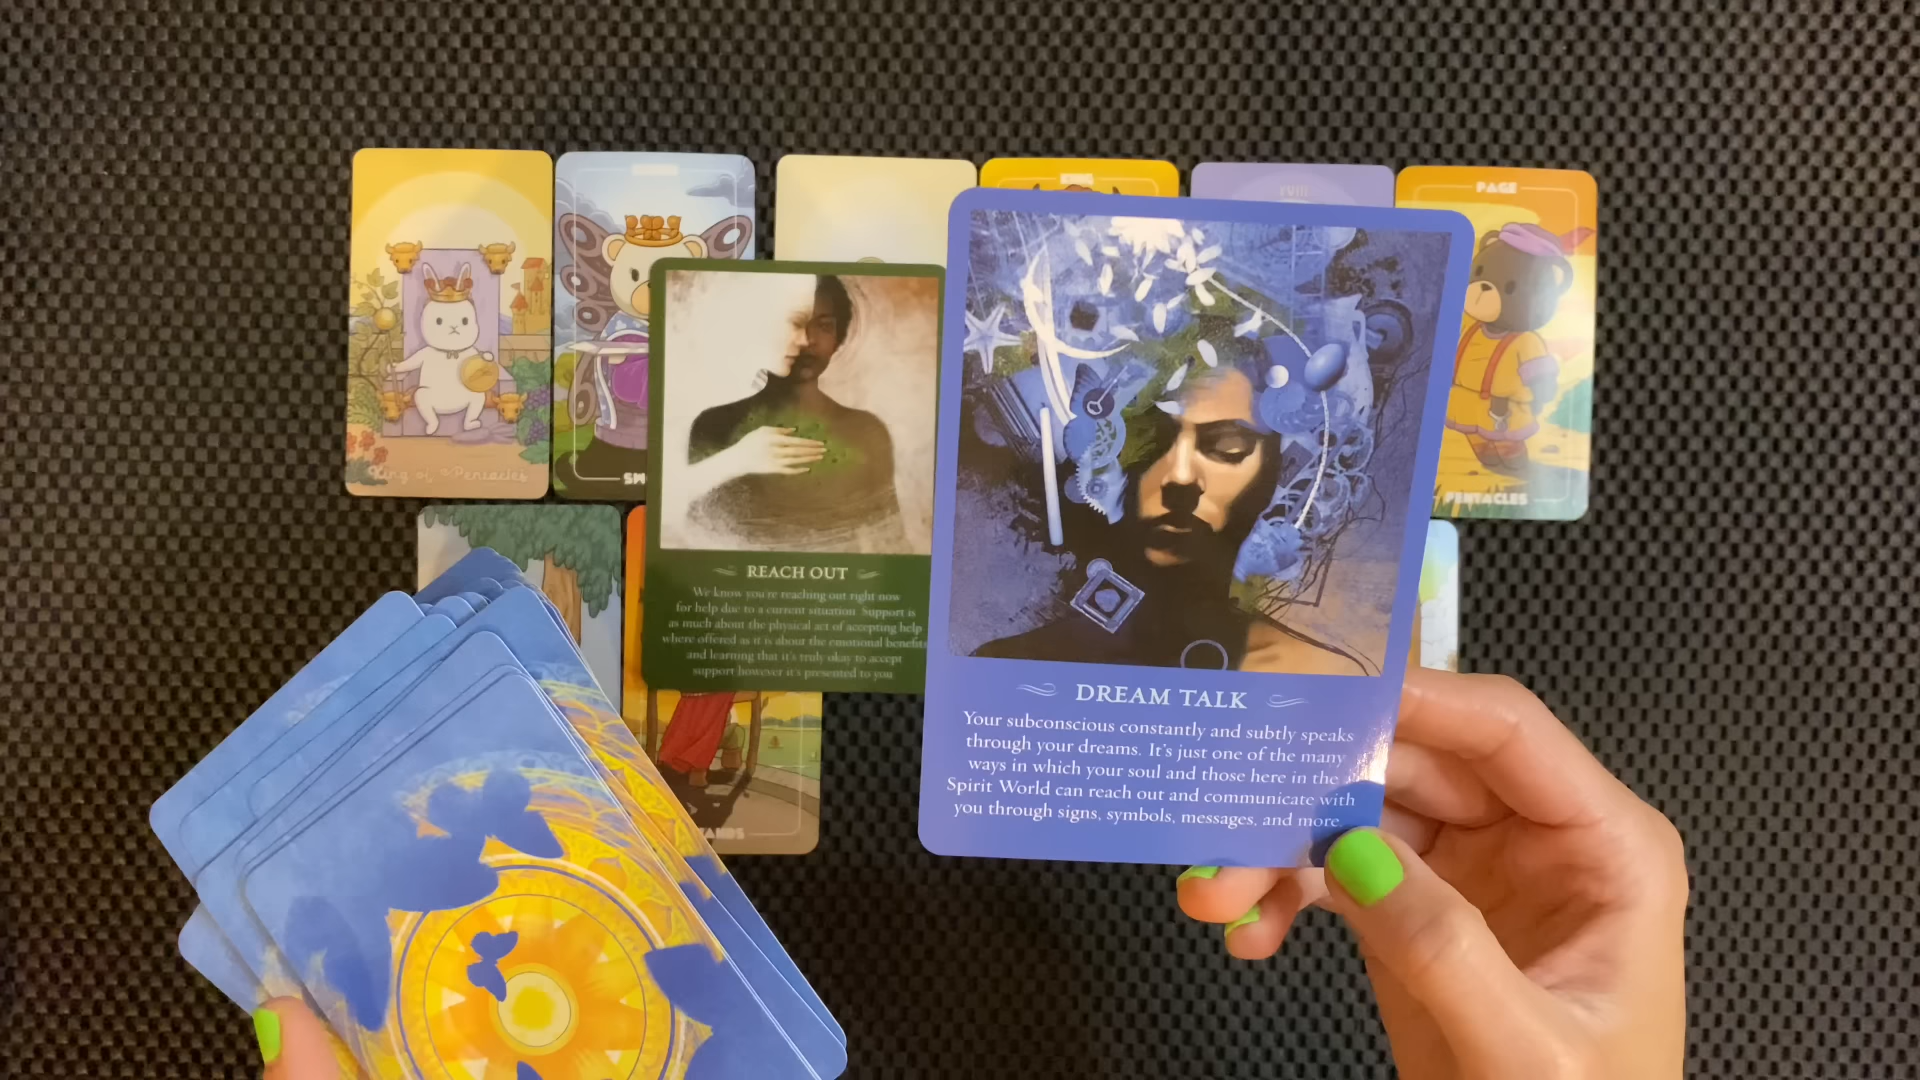 KING
XVIII
PAGE
King of Pentacles
PENTACLES
REACH OUT
We know you're reaching out right now
for help due to a current situation. Support is
as much about the physical act of accepting help
where offered as it is about the emotional benefits
and learning that it's truly okay to accept
support however it's presented to you
DREAM TALK
Your subconscious constantly and subtly speaks
through your dreams. It's just one of the many
ways in which your soul and those here in the
Spirit World can reach out and communicate with
you through signs, symbols, messages, and more.